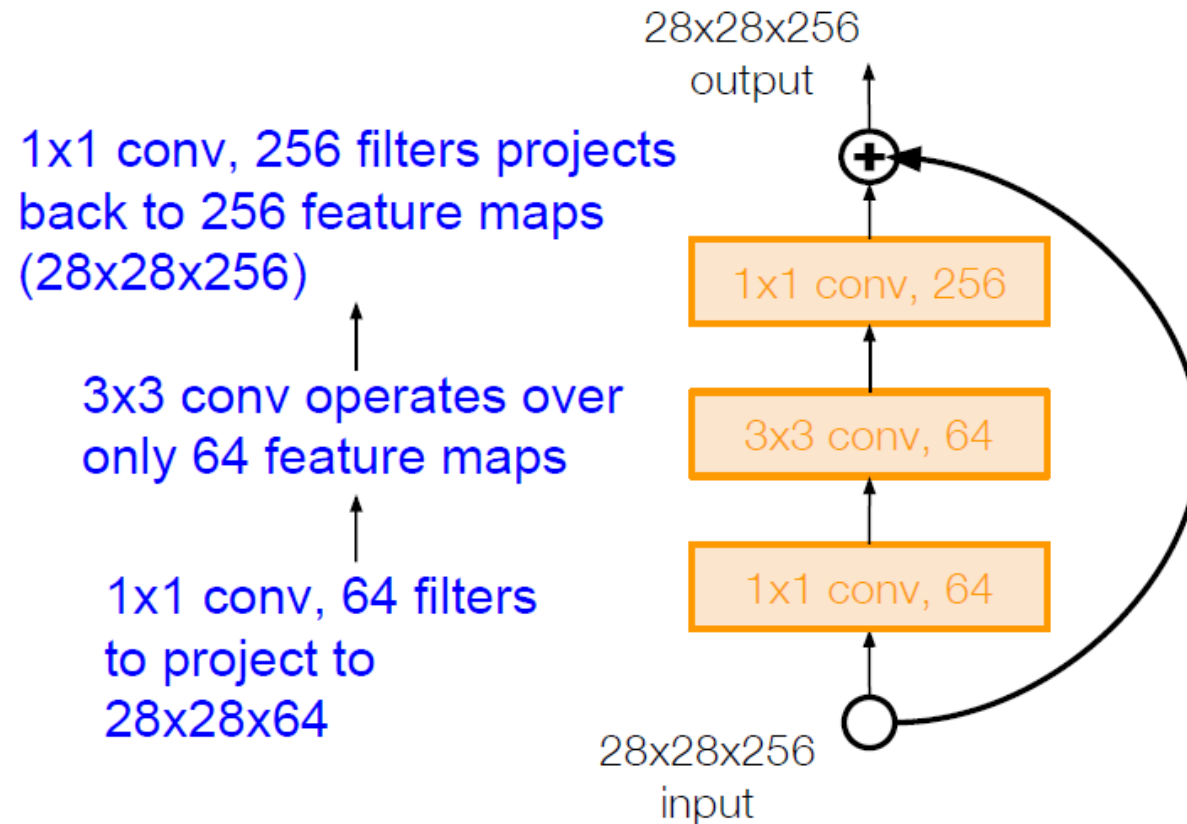 28x28x256
output
1x1 conv, 256 filters projects
back to 256 feature maps
(28x28x256)
1x1 conv, 256
3x3 conv operates over
only 64 feature maps
3x3 conv, 64
1x1 conv, 64 filters
to project to
28x28x64
1x1 conv, 64
28x28x256
input